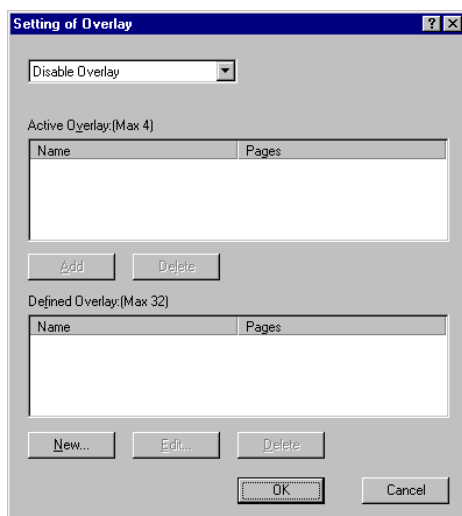 Setting of Overlay
Disable Overlay
Active Overlay:(Max 4)
Name Pages
Add Delete
Defined Overlay:(Max 32)
Name Pages
New... Edit... Delete
OK Cancel